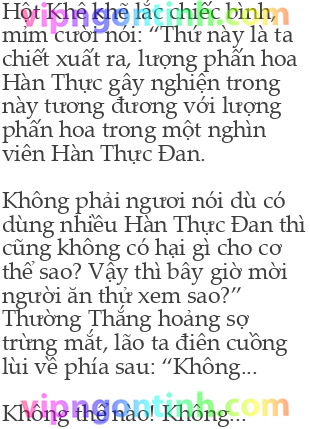 Hột Khê khẽ lắc chiếc bình,
mỉm cười nói: “Thứ này là ta
chiết xuất ra, lượng phấn hoa
Hàn Thực gây nghiện trong
này tương đương với lượng
phấn hoa trong một nghìn
viên Hàn Thực Đan.
Không phải ngươi nói dù có
dùng nhiều Hàn Thực Đan thì
cũng không có hại gì cho cơ
thể sao? Vậy thì bây giờ mời
người ăn thử xem sao?”
Thường Thắng hoảng sợ
trừng mắt, lão ta điên cuồng
lùi về phía sau: “Không...
vipngontinh.com
Không thể nào! Không...
vipngontinh.com